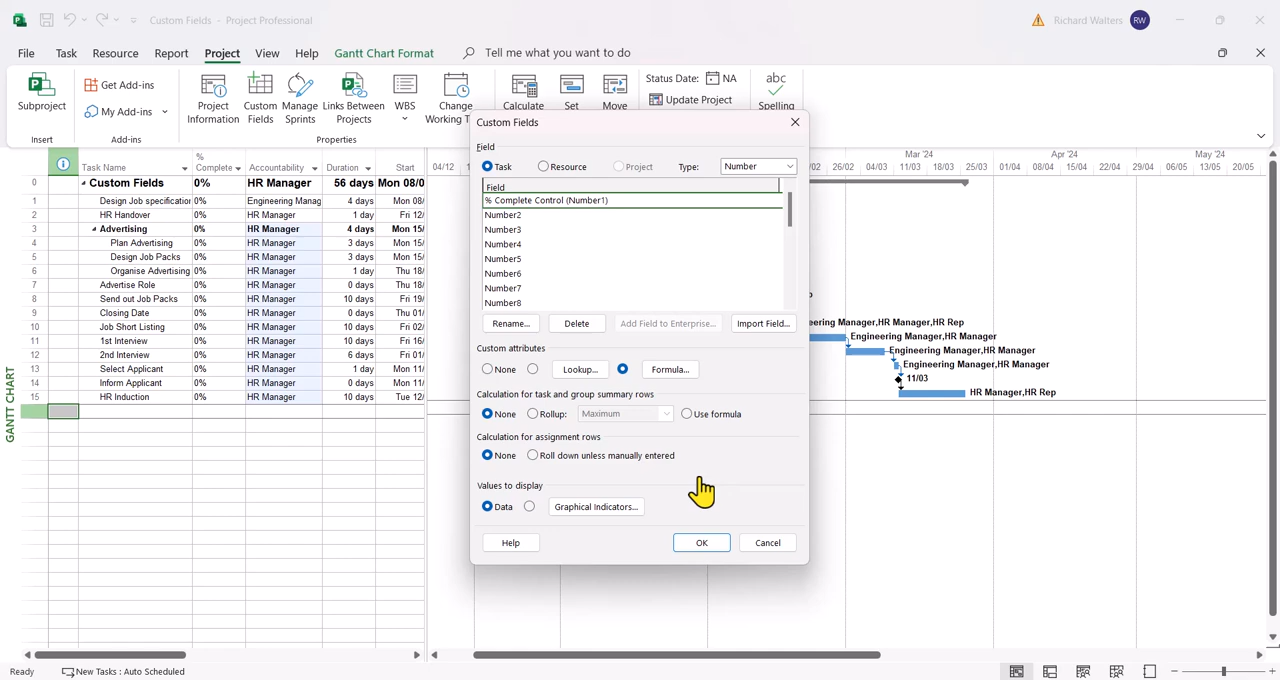 Custom Fields - Project Professional
Richard Walters RW
File Task Resource Report Project View Help Gantt Chart Format Tell me what you want to do
Subproject
Get Add-ins
My Add-ins
Project Information
Custom Fields
Manage Sprints
Links Between Projects
WBS
Change
Calculate
Set
Move
Status Date: NA
Update Project
abc
Spelling
Insert Add-ins Properties
Custom Fields
Field
Task Resource Project Type: Number
Field
% Complete Control (Number1)
Number2
Number3
Number4
Number5
Number6
Number7
Number8
Rename... Delete Add Field to Enterprise... Import Field...
Custom attributes
None Lookup... Formula...
Calculation for task and group summary rows
None Rollup: Maximum Use formula
Calculation for assignment rows
None Roll down unless manually entered
Values to display
Data Graphical Indicators...
Help OK Cancel
Task Name % Complete Accountability Duration Start
0 Custom Fields 0% HR Manager 56 days Mon 08/0
1 Design Job specification 0% Engineering Manag 4 days Mon 08/
2 HR Handover 0% HR Manager 1 day Fri 12/
3 Advertising 0% HR Manager 4 days Mon 15/
4 Plan Advertising 0% HR Manager 3 days Mon 15/
5 Design Job Packs 0% HR Manager 3 days Mon 15/
6 Organise Advertising 0% HR Manager 1 day Thu 18/
7 Advertise Role 0% HR Manager 0 days Thu 18/
8 Send out Job Packs 0% HR Manager 10 days Fri 19/
9 Closing Date 0% HR Manager 0 days Thu 01/
10 Job Short Listing 0% HR Manager 10 days Fri 02/
11 1st Interview 0% HR Manager 10 days Fri 16/
12 2nd Interview 0% HR Manager 6 days Fri 01/
13 Select Applicant 0% HR Manager 1 day Mon 11/
14 Inform Applicant 0% HR Manager 0 days Mon 11/
15 HR Induction 0% HR Manager 10 days Tue 12/
04/12
Mar '24 Apr '24 May '24
/02 26/02 04/03 11/03 18/03 25/03 01/04 08/04 15/04 22/04 29/04 06/05 13/05 20/05
eering Manager,HR Manager,HR Rep
Engineering Manager,HR Manager
Engineering Manager,HR Manager
Engineering Manager,HR Manager
11/03
HR Manager,HR Rep
GANTT CHART
Ready New Tasks : Auto Scheduled